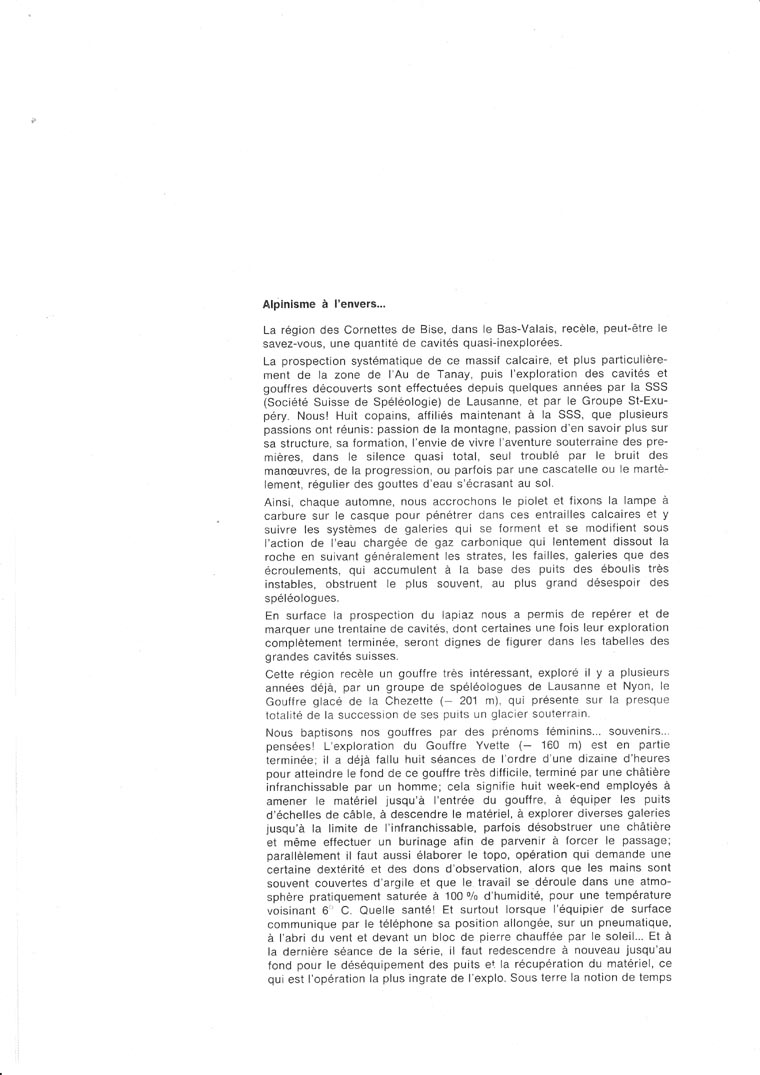 Alpinisme à l'envers...
La région des Cornettes de Bise, dans le Bas-Valais, recèle, peut-être le
savez-vous, une quantité de cavités quasi-inexplorées.
La prospection systématique de ce massif calcaire, et plus particulière-
ment de la zone de l'Au de Tanay, puis l'exploration des cavités et
gouffres découverts sont effectuées depuis quelques années par la SSS
(Société Suisse de Spéléologie) de Lausanne, et par le Groupe St-Exu-
péry. Nous! Huit copains, affiliés maintenant à la SSS, que plusieurs
passions ont réunis: passion de la montagne, passion d'en savoir plus sur
sa structure, sa formation, l'envie de vivre l'aventure souterraine des pre-
mières, dans le silence quasi total, seul troublé par le bruit des
manœuvres, de la progression, ou parfois par une cascatelle ou le martè-
lement, régulier des gouttes d'eau s'écrasant au sol.
Ainsi, chaque automne, nous accrochons le piolet et fixons la lampe à
carbure sur le casque pour pénétrer dans ces entrailles calcaires et y
suivre les systèmes de galeries qui se forment et se modifient sous
l'action de l'eau chargée de gaz carbonique qui lentement dissout la
roche en suivant généralement les strates, les failles, galeries que des
écroulements, qui accumulent à la base des puits des éboulis très
instables, obstruent le plus souvent, au plus grand désespoir des
spéléologues.
En surface la prospection du lapiaz nous a permis de repérer et de
marquer une trentaine de cavités, dont certaines une fois leur exploration
complètement terminée, seront dignes de figurer dans les tabelles des
grandes cavités suisses.
Cette région recèle un gouffre très intéressant, exploré il y a plusieurs
années déjà, par un groupe de spéléologues de Lausanne et Nyon, le
Gouffre glacé de la Chezette (— 201 m), qui présente sur la presque
totalité de la succession de ses puits un glacier souterrain.
Nous baptisons nos gouffres par des prénoms féminins... souvenirs...
pensées! L'exploration du Gouffre Yvette (— 160 m) est en partie
terminée; il a déjà fallu huit séances de l'ordre d'une dizaine d'heures
pour atteindre le fond de ce gouffre très difficile, terminé par une châtière
infranchissable par un homme; cela signifie huit week-end employés à
amener le matériel jusqu'à l'entrée du gouffre, à équiper les puits
d'échelles de câble, à descendre le matériel, à explorer diverses galeries
jusqu'à la limite de l'infranchissable, parfois désobstruer une châtière
et même effectuer un burinage afin de parvenir à forcer le passage;
parallèlement il faut aussi élaborer le topo, opération qui demande une
certaine dextérité et des dons d'observation, alors que les mains sont
souvent couvertes d'argile et que le travail se déroule dans une atmo-
sphère pratiquement saturée à 100 % d'humidité, pour une température
voisinant 6° C. Quelle santé! Et surtout lorsque l'équipier de surface
communique par le téléphone sa position allongée, sur un pneumatique,
à l'abri du vent et devant un bloc de pierre chauffée par le soleil... Et à
la dernière séance de la série, il faut redescendre à nouveau jusqu'au
fond pour le déséquipement des puits et la récupération du matériel, ce
qui est l'opération la plus ingrate de l'explo. Sous terre la notion de temps